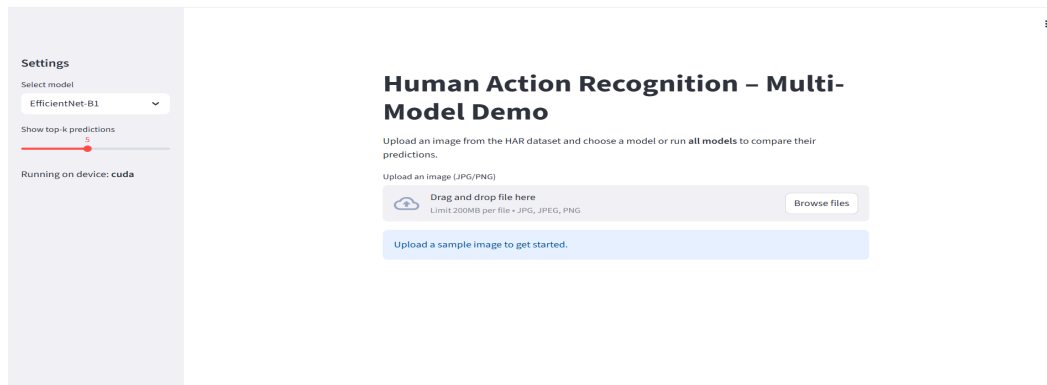 Settings
Select model
EfficientNet-B1
Show top-k predictions
5
Running on device: cuda
Human Action Recognition – Multi-
Model Demo
Upload an image from the HAR dataset and choose a model or run all models to compare their
predictions.
Upload an image (JPG/PNG)
Drag and drop file here
Limit 200MB per file • JPG, JPEG, PNG
Browse files
Upload a sample image to get started.